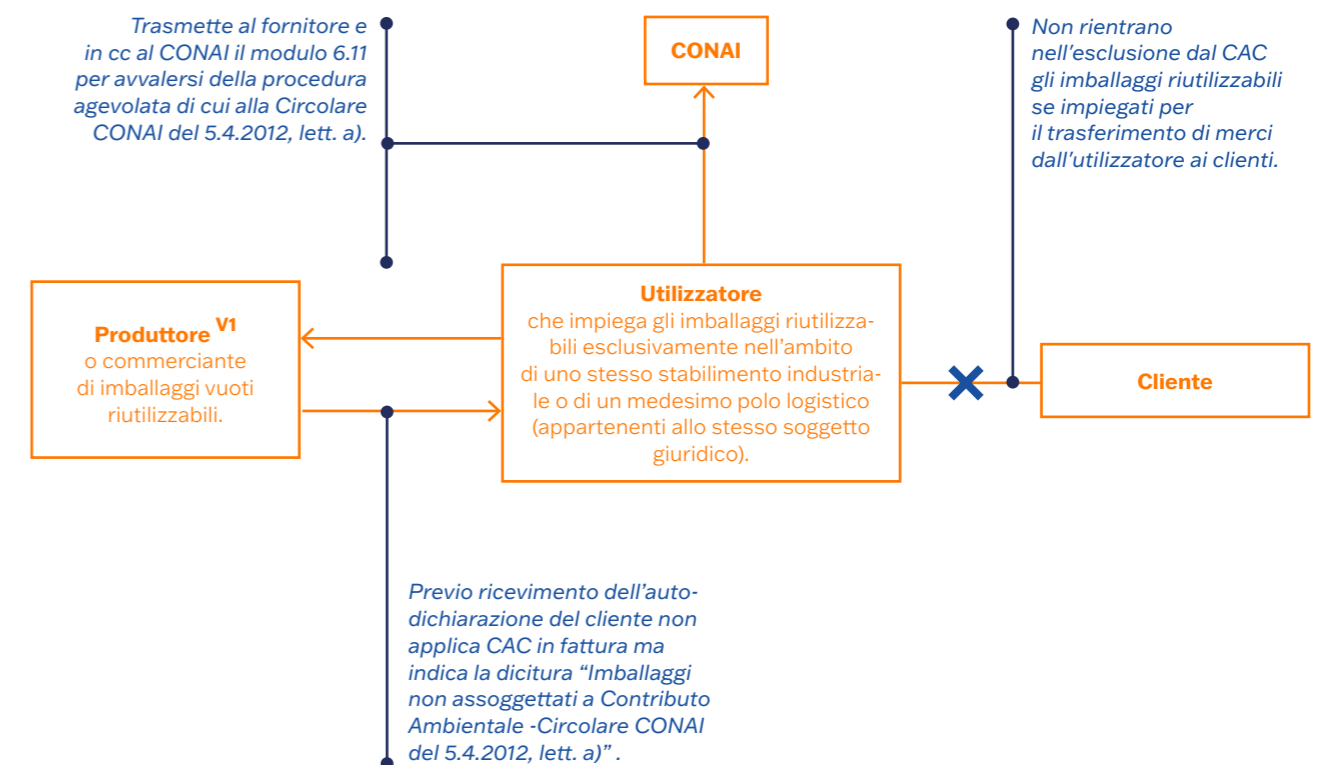 Trasmette al fornitore e
in cc al CONAI il modulo 6.11
per avvalersi della procedura
agevolata di cui alla Circolare
CONAI del 5.4.2012, lett. a).
CONAI
Non rientrano
nell'esclusione dal CAC
gli imballaggi riutilizzabili
se impiegati per
il trasferimento di merci
dall'utilizzatore ai clienti.
Produttore V1
o commerciante
di imballaggi vuoti
riutilizzabili.
Utilizzatore
che impiega gli imballaggi riutilizza-
bili esclusivamente nell'ambito
di uno stesso stabilimento industria-
le o di un medesimo polo logistico
(appartenenti allo stesso soggetto
giuridico).
Cliente
Previo ricevimento dell'auto-
dichiarazione del cliente non
applica CAC in fattura ma
indica la dicitura “Imballaggi
non assoggettati a Contributo
Ambientale -Circolare CONAI
del 5.4.2012, lett. a)” .